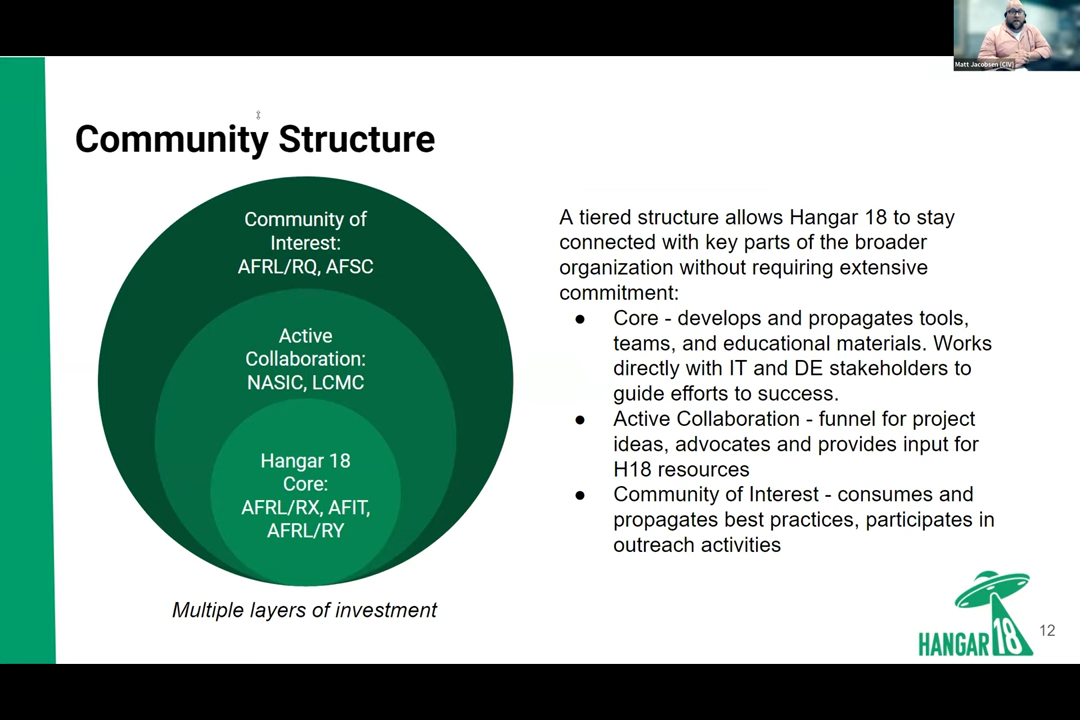 Matt Jacobsen (CIV)
Community Structure
Community of
Interest:
AFRL/RQ, AFSC
Active
Collaboration:
NASIC, LCMC
Hangar 18
Core:
AFRL/RX, AFIT,
AFRL/RY
Multiple layers of investment
A tiered structure allows Hangar 18 to stay
connected with key parts of the broader
organization without requiring extensive
commitment:
● Core - develops and propagates tools,
teams, and educational materials. Works
directly with IT and DE stakeholders to
guide efforts to success.
● Active Collaboration - funnel for project
ideas, advocates and provides input for
H18 resources
● Community of Interest - consumes and
propagates best practices, participates in
outreach activities
HANGAR 18
12